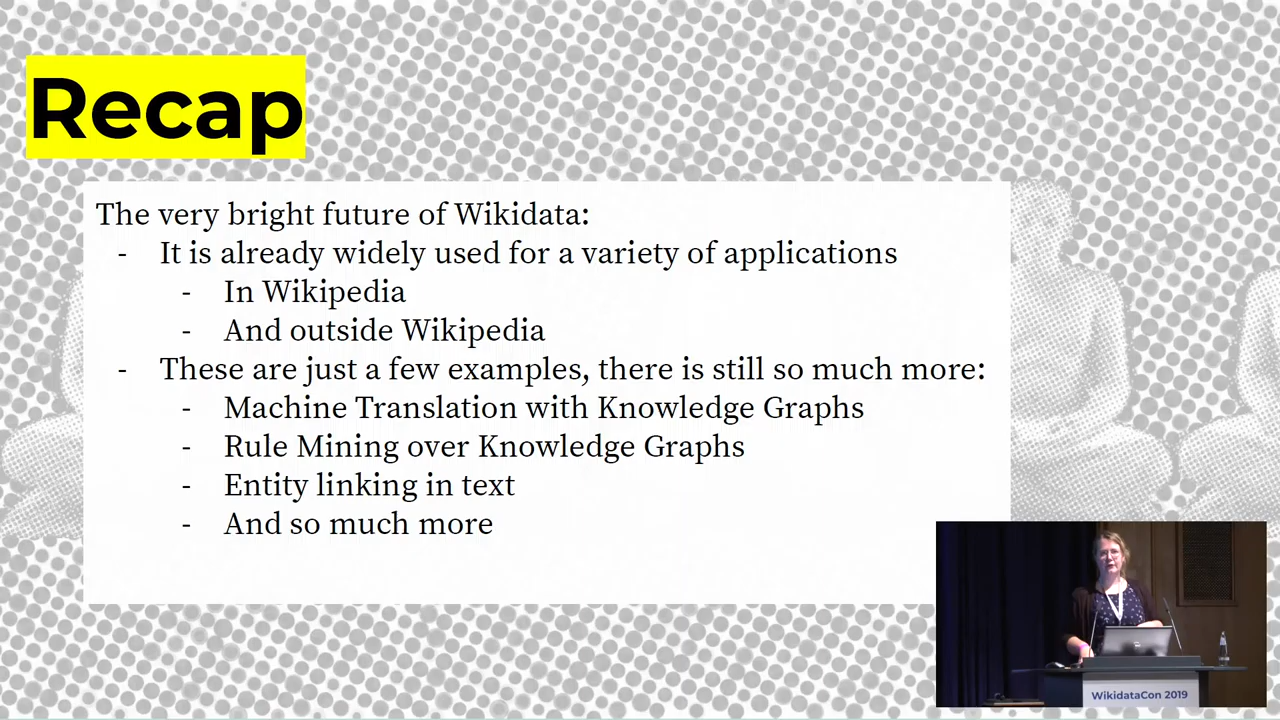 Recap
The very bright future of Wikidata:
- It is already widely used for a variety of applications
- In Wikipedia
- And outside Wikipedia
- These are just a few examples, there is still so much more:
- Machine Translation with Knowledge Graphs
- Rule Mining over Knowledge Graphs
- Entity linking in text
- And so much more
WikidataCon 2019